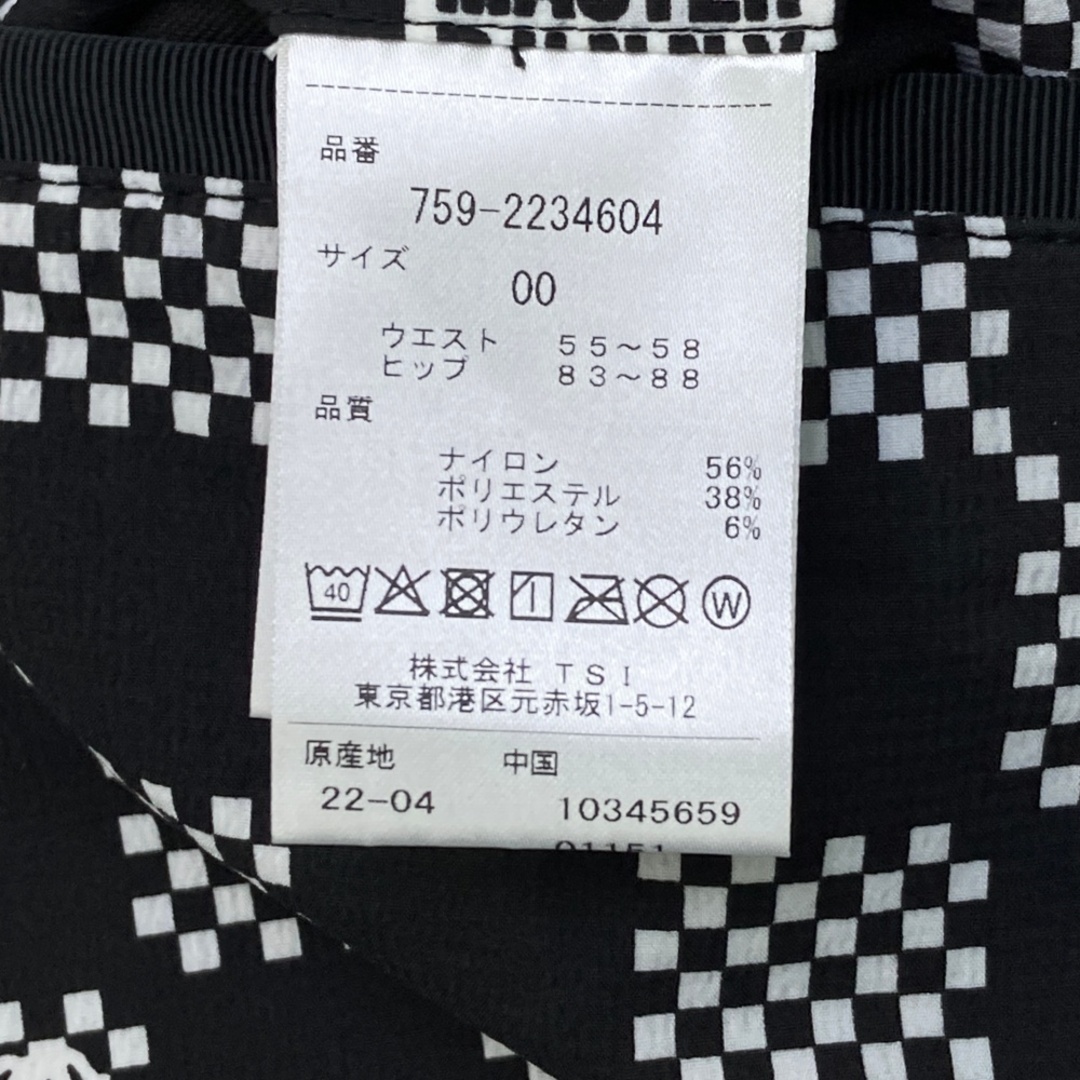 MASTER
品番
759-2234604
サイズ
00
ウエスト 55～58
ヒップ 83～88
品質
ナイロン 56%
ポリエステル 38%
ポリウレタン 6%
40 W
株式会社 TSI
東京都港区元赤坂1-5-12
原産地 中国
22-04 10345659
01151